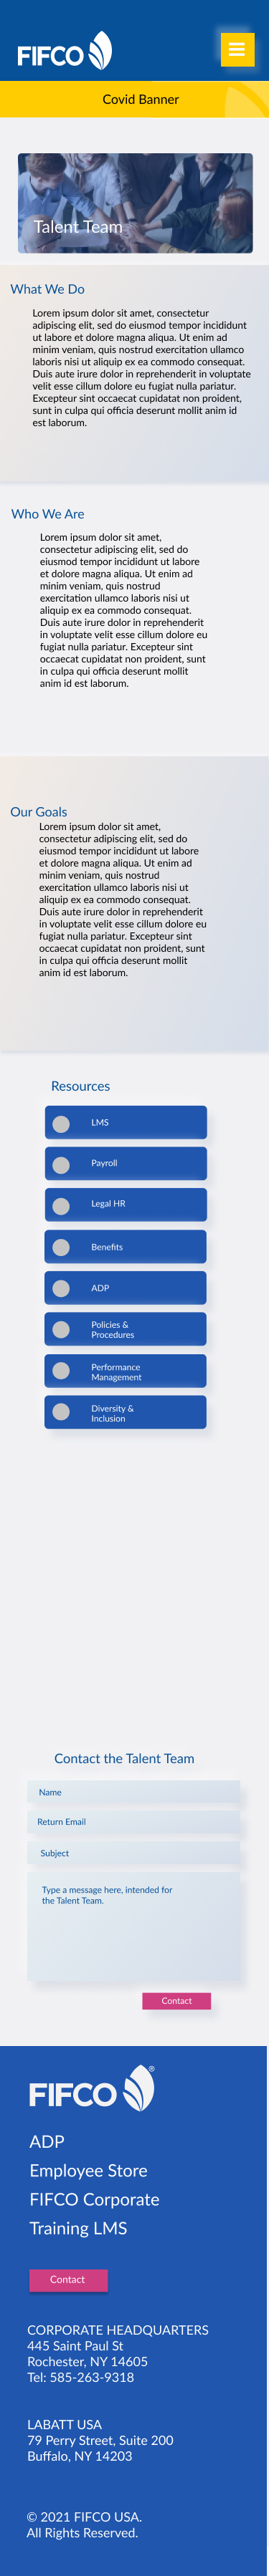 FIFCO
Covid Banner
Talent Team
What We Do
Lorem ipsum dolor sit amet, consectetur
adipiscing elit, sed do eiusmod tempor incididunt
ut labore et dolore magna aliqua. Ut enim ad
minim veniam, quis nostrud exercitation ullamco
laboris nisi ut aliquip ex ea commodo consequat.
Duis aute irure dolor in reprehenderit in voluptate
velit esse cillum dolore eu fugiat nulla pariatur.
Excepteur sint occaecat cupidatat non proident,
sunt in culpa qui officia deserunt mollit anim id
est laborum.
Who We Are
Lorem ipsum dolor sit amet,
consectetur adipiscing elit, sed do
eiusmod tempor incididunt ut labore
et dolore magna aliqua. Ut enim ad
minim veniam, quis nostrud
exercitation ullamco laboris nisi ut
aliquip ex ea commodo consequat.
Duis aute irure dolor in reprehenderit
in voluptate velit esse cillum dolore eu
fugiat nulla pariatur. Excepteur sint
occaecat cupidatat non proident, sunt
in culpa qui officia deserunt mollit
anim id est laborum.
Our Goals
Lorem ipsum dolor sit amet,
consectetur adipiscing elit, sed do
eiusmod tempor incididunt ut labore
et dolore magna aliqua. Ut enim ad
minim veniam, quis nostrud
exercitation ullamco laboris nisi ut
aliquip ex ea commodo consequat.
Duis aute irure dolor in reprehenderit
in voluptate velit esse cillum dolore eu
fugiat nulla pariatur. Excepteur sint
occaecat cupidatat non proident, sunt
in culpa qui officia deserunt mollit
anim id est laborum.
Resources
LMS
Payroll
Legal HR
Benefits
ADP
Policies &
Procedures
Performance
Management
Diversity &
Inclusion
Contact the Talent Team
Name
Return Email
Subject
Type a message here, intended for
the Talent Team.
Contact
FIFCO®
ADP
Employee Store
FIFCO Corporate
Training LMS
Contact
CORPORATE HEADQUARTERS
445 Saint Paul St
Rochester, NY 14605
Tel: 585-263-9318
LABATT USA
79 Perry Street, Suite 200
Buffalo, NY 14203
© 2021 FIFCO USA.
All Rights Reserved.